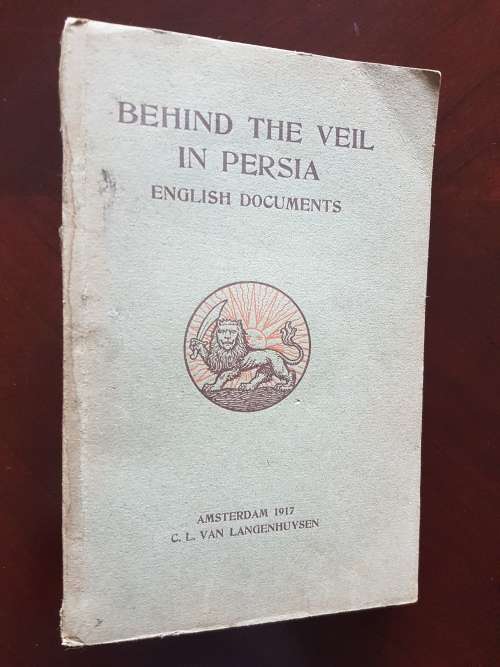 BEHIND THE VEIL
IN PERSIA
ENGLISH DOCUMENTS
AMSTERDAM 1917
C. L. VAN LANGENHUYSEN